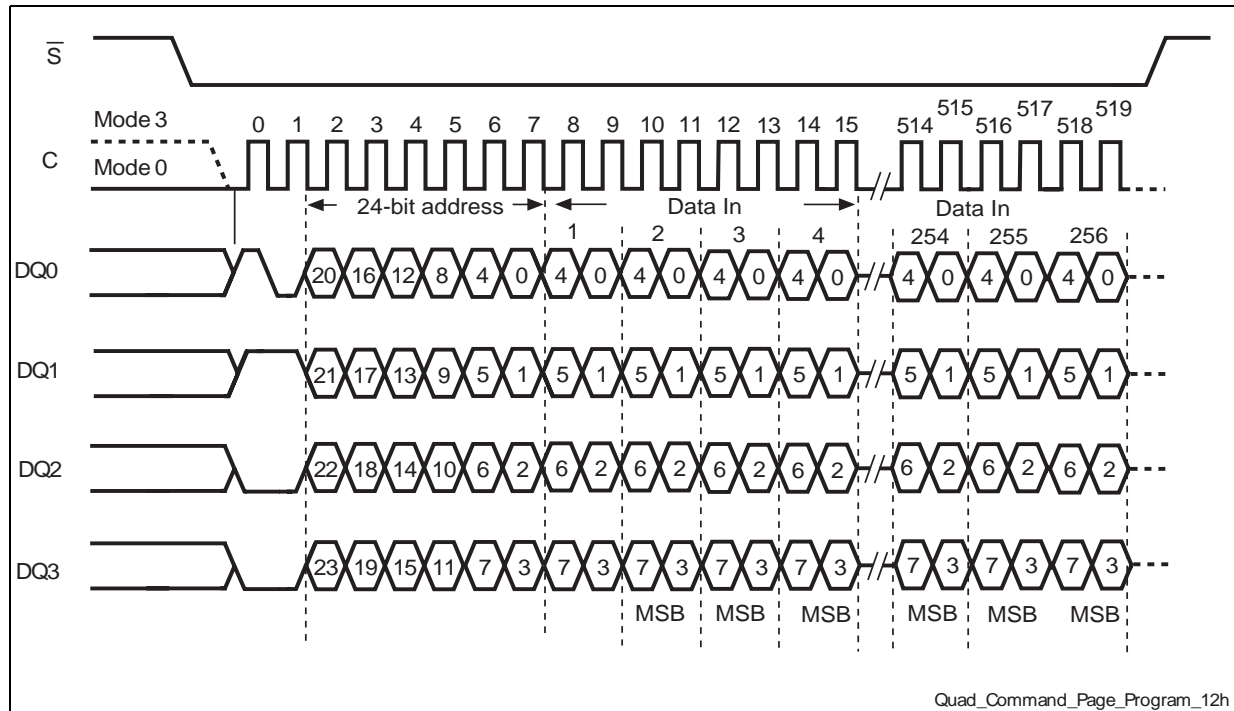 S
Mode 3
0 1 2 3 4 5 6 7 8 9 10 11 12 13 14 15 514 515 516 517 518 519
C
Mode 0
24-bit address Data In Data In
1 2 3 4 254 255 256
DQ0 20 16 12 8 4 0 4 0 4 0 4 0 4 0 4 0 4 0 4 0
DQ1 21 17 13 9 5 1 5 1 5 1 5 1 5 1 5 1 5 1 5 1
DQ2 22 18 14 10 6 2 6 2 6 2 6 2 6 2 6 2 6 2 6 2
DQ3 23 19 15 11 7 3 7 3 7 3 7 3 7 3 7 3 7 3 7 3
MSB MSB MSB MSB MSB MSB
Quad_Command_Page_Program_12h